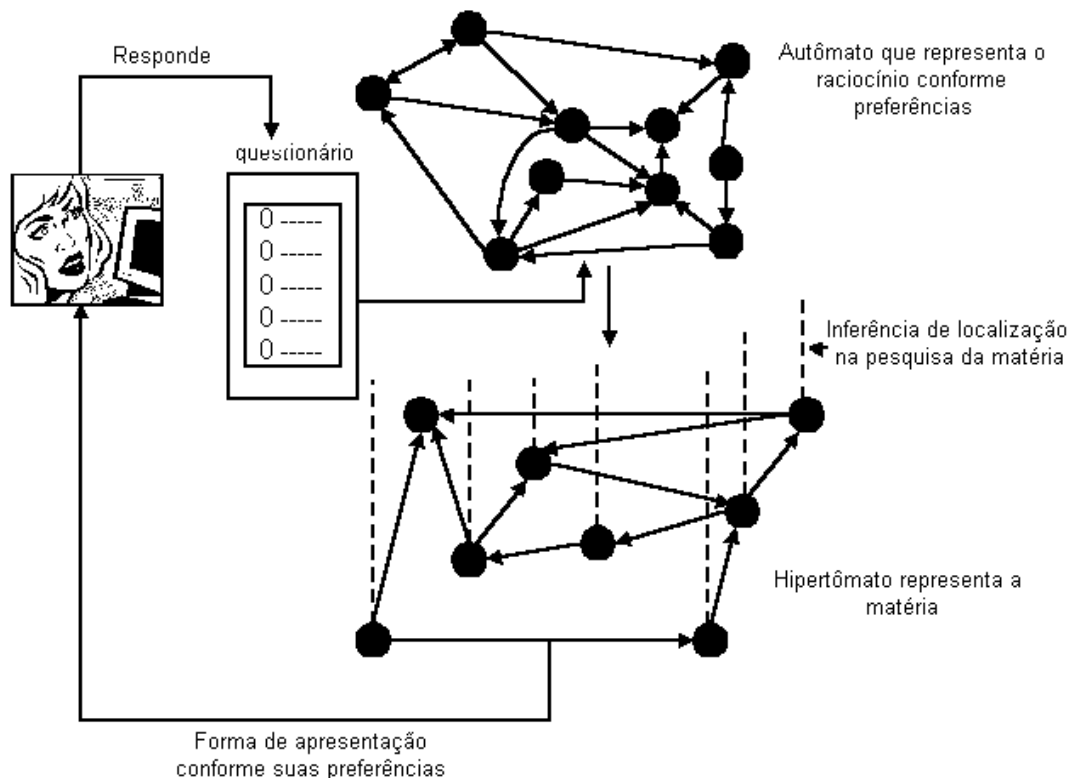 Responde
Autômato que representa o
raciocínio conforme
preferências
questionário
0 -----
0 -----
0 -----
0 -----
0 -----
Inferência de localização
na pesquisa da matéria
Hipertômato representa a
matéria
Forma de apresentação
conforme suas preferências